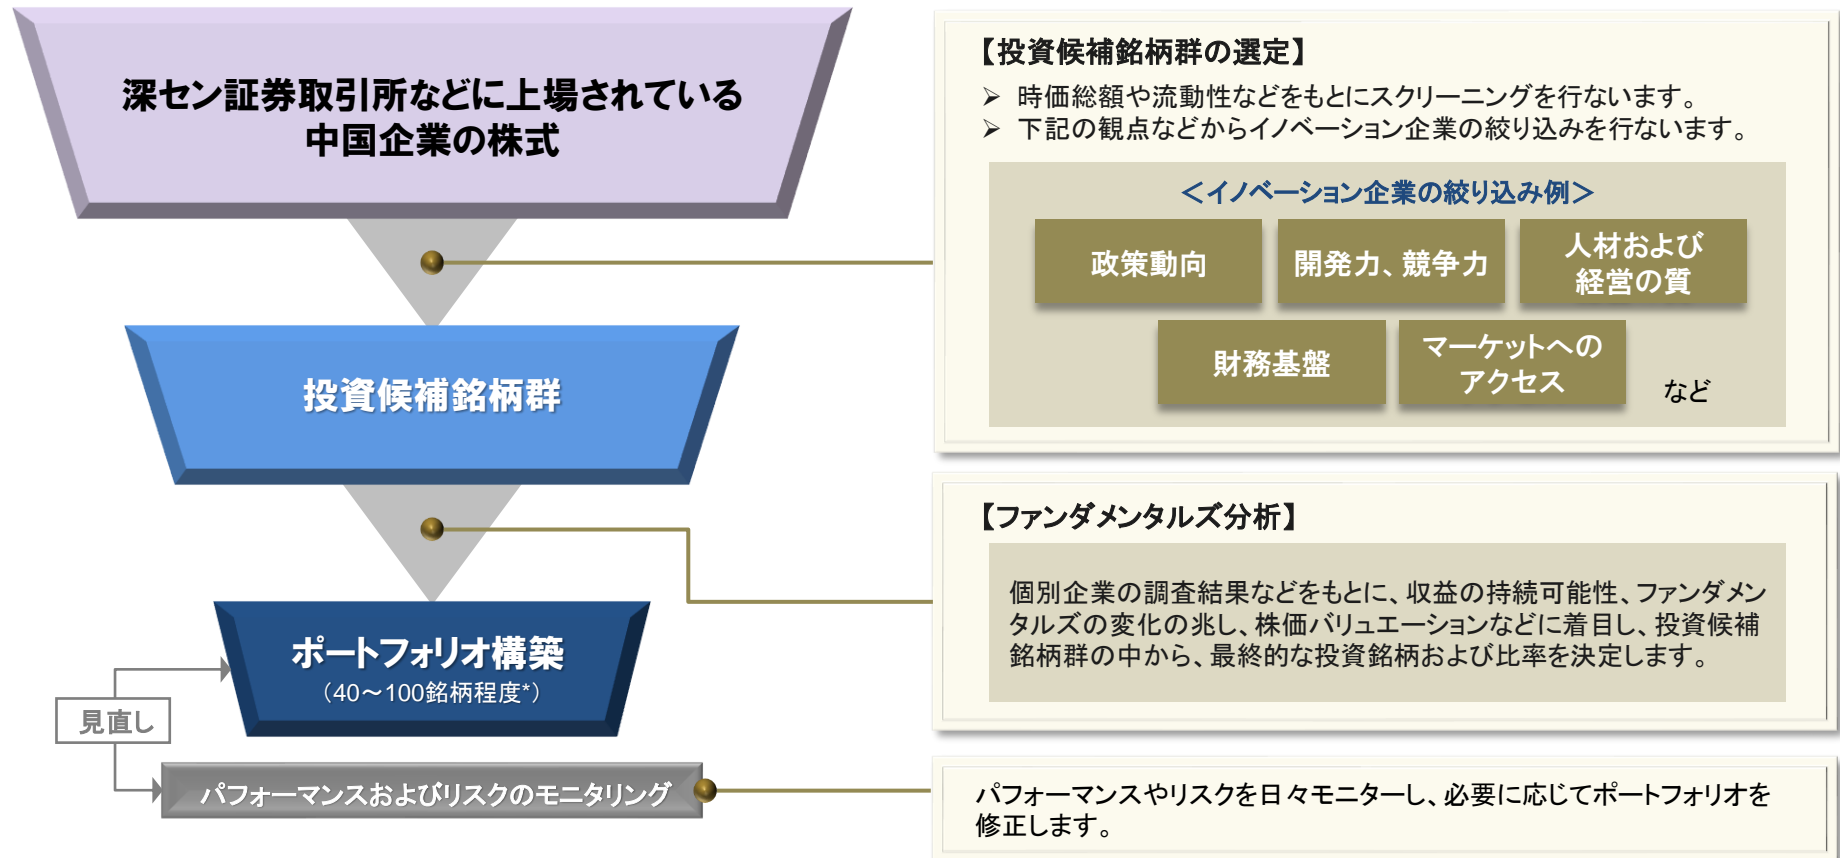 深セン証券取引所などに上場されている
中国企業の株式
投資候補銘柄群
ポートフォリオ構築
（40～100銘柄程度*）
見直し
パフォーマンスおよびリスクのモニタリング
【投資候補銘柄群の選定】
➢ 時価総額や流動性などをもとにスクリーニングを行ないます。
➢ 下記の観点などからイノベーション企業の絞り込みを行ないます。
＜イノベーション企業の絞り込み例＞
政策動向
開発力、競争力
人材および
経営の質
財務基盤
マーケットへの
アクセス
など
【ファンダメンタルズ分析】
個別企業の調査結果などをもとに、収益の持続可能性、ファンダメン
タルズの変化の兆し、株価バリュエーションなどに着目し、投資候補
銘柄群の中から、最終的な投資銘柄および比率を決定します。
パフォーマンスやリスクを日々モニターし、必要に応じてポートフォリオを
修正します。